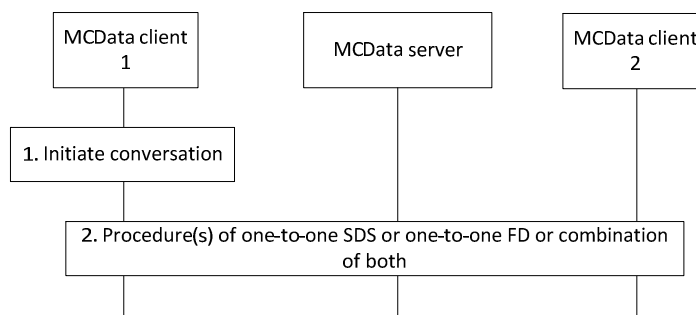 MCData client
1
MCData server
MCData client
2
1. Initiate conversation
2. Procedure(s) of one-to-one SDS or one-to-one FD or combination
of both